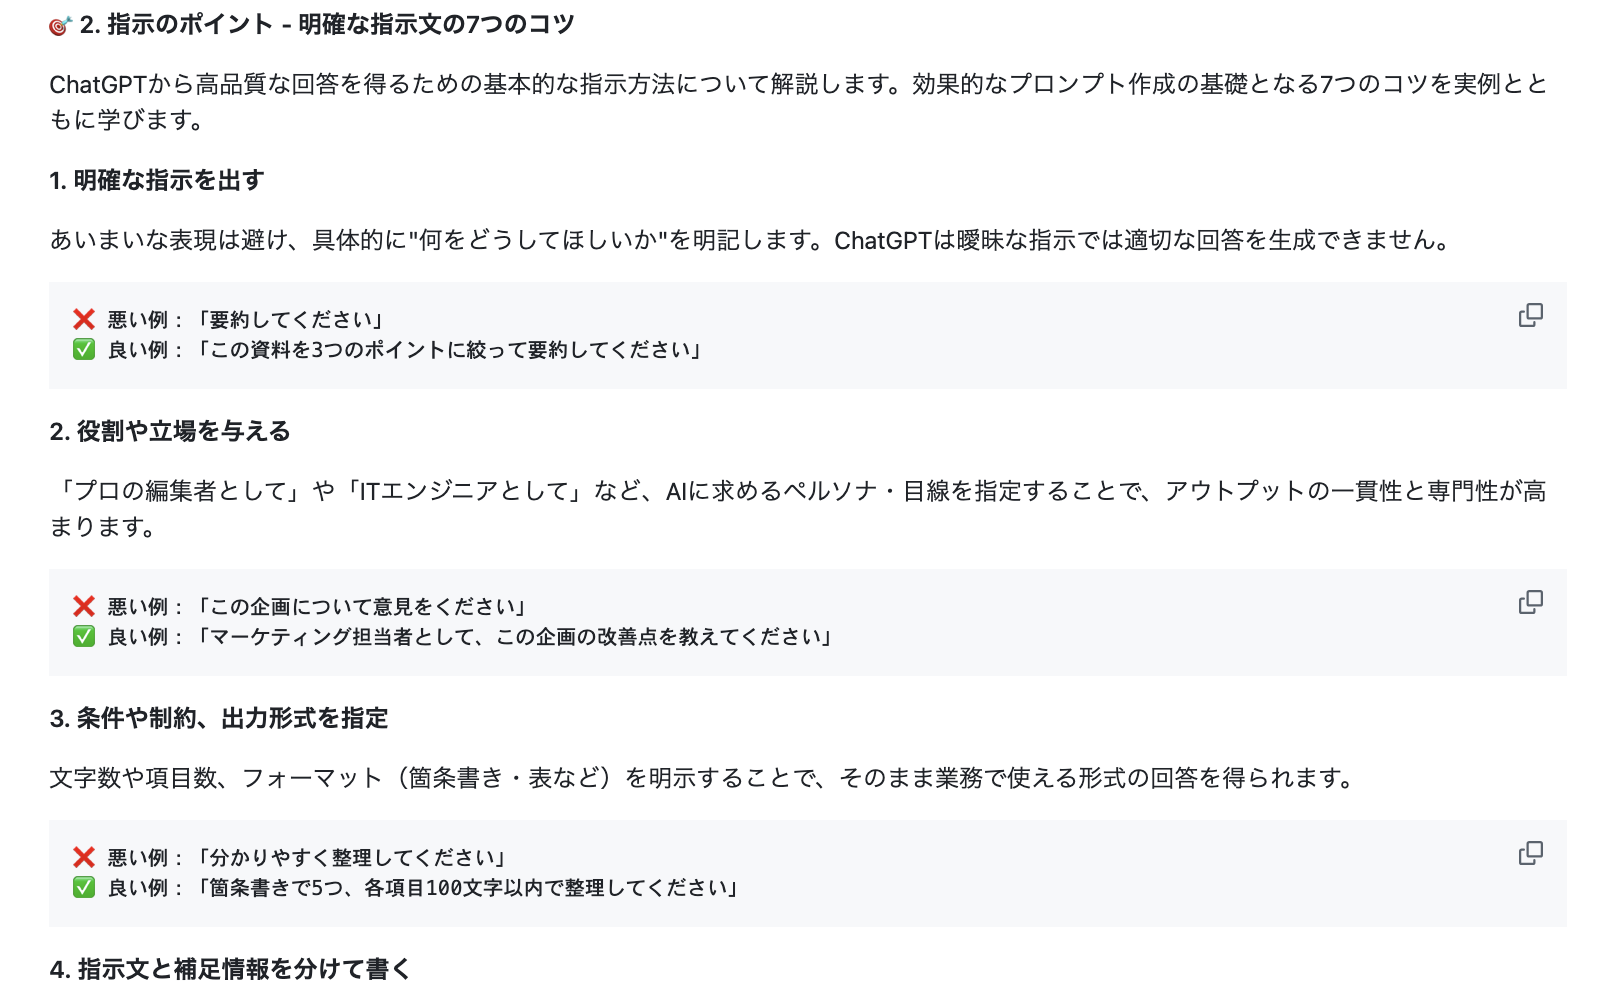 🎯 2. 指示のポイント - 明確な指示文の7つのコツ
ChatGPTから高品質な回答を得るための基本的な指示方法について解説します。効果的なプロンプト作成の基礎となる7つのコツを実例とと
もに学びます。
1. 明確な指示を出す
あいまいな表現は避け、具体的に"何をどうしてほしいか"を明記します。ChatGPTは曖昧な指示では適切な回答を生成できません。
❌ 悪い例：「要約してください」
✅ 良い例：「この資料を3つのポイントに絞って要約してください」
2. 役割や立場を与える
「プロの編集者として」や「ITエンジニアとして」など、AIに求めるペルソナ・目線を指定することで、アウトプットの一貫性と専門性が高
まります。
❌ 悪い例：「この企画について意見をください」
✅ 良い例：「マーケティング担当者として、この企画の改善点を教えてください」
3. 条件や制約、出力形式を指定
文字数や項目数、フォーマット（箇条書き・表など）を明示することで、そのまま業務で使える形式の回答を得られます。
❌ 悪い例：「分かりやすく整理してください」
✅ 良い例：「箇条書きで5つ、各項目100文字以内で整理してください」
4. 指示文と補足情報を分けて書く